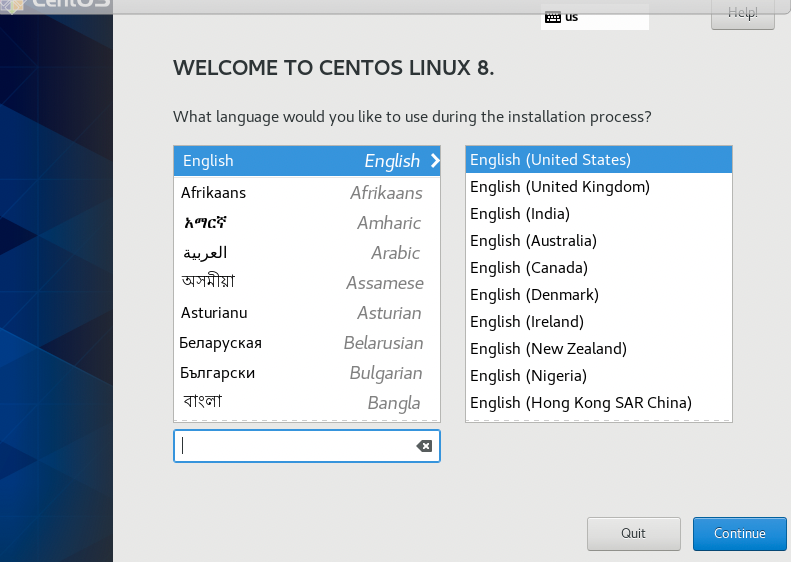 CentOS
us
Help!
WELCOME TO CENTOS LINUX 8.
What language would you like to use during the installation process?
English English
Afrikaans Afrikaans
አማርኛ Amharic
العربية Arabic
অসমীয়া Assamese
Asturianu Asturian
Беларуская Belarusian
Български Bulgarian
বাংলা Bangla
English (United States)
English (United Kingdom)
English (India)
English (Australia)
English (Canada)
English (Denmark)
English (Ireland)
English (New Zealand)
English (Nigeria)
English (Hong Kong SAR China)
Quit
Continue